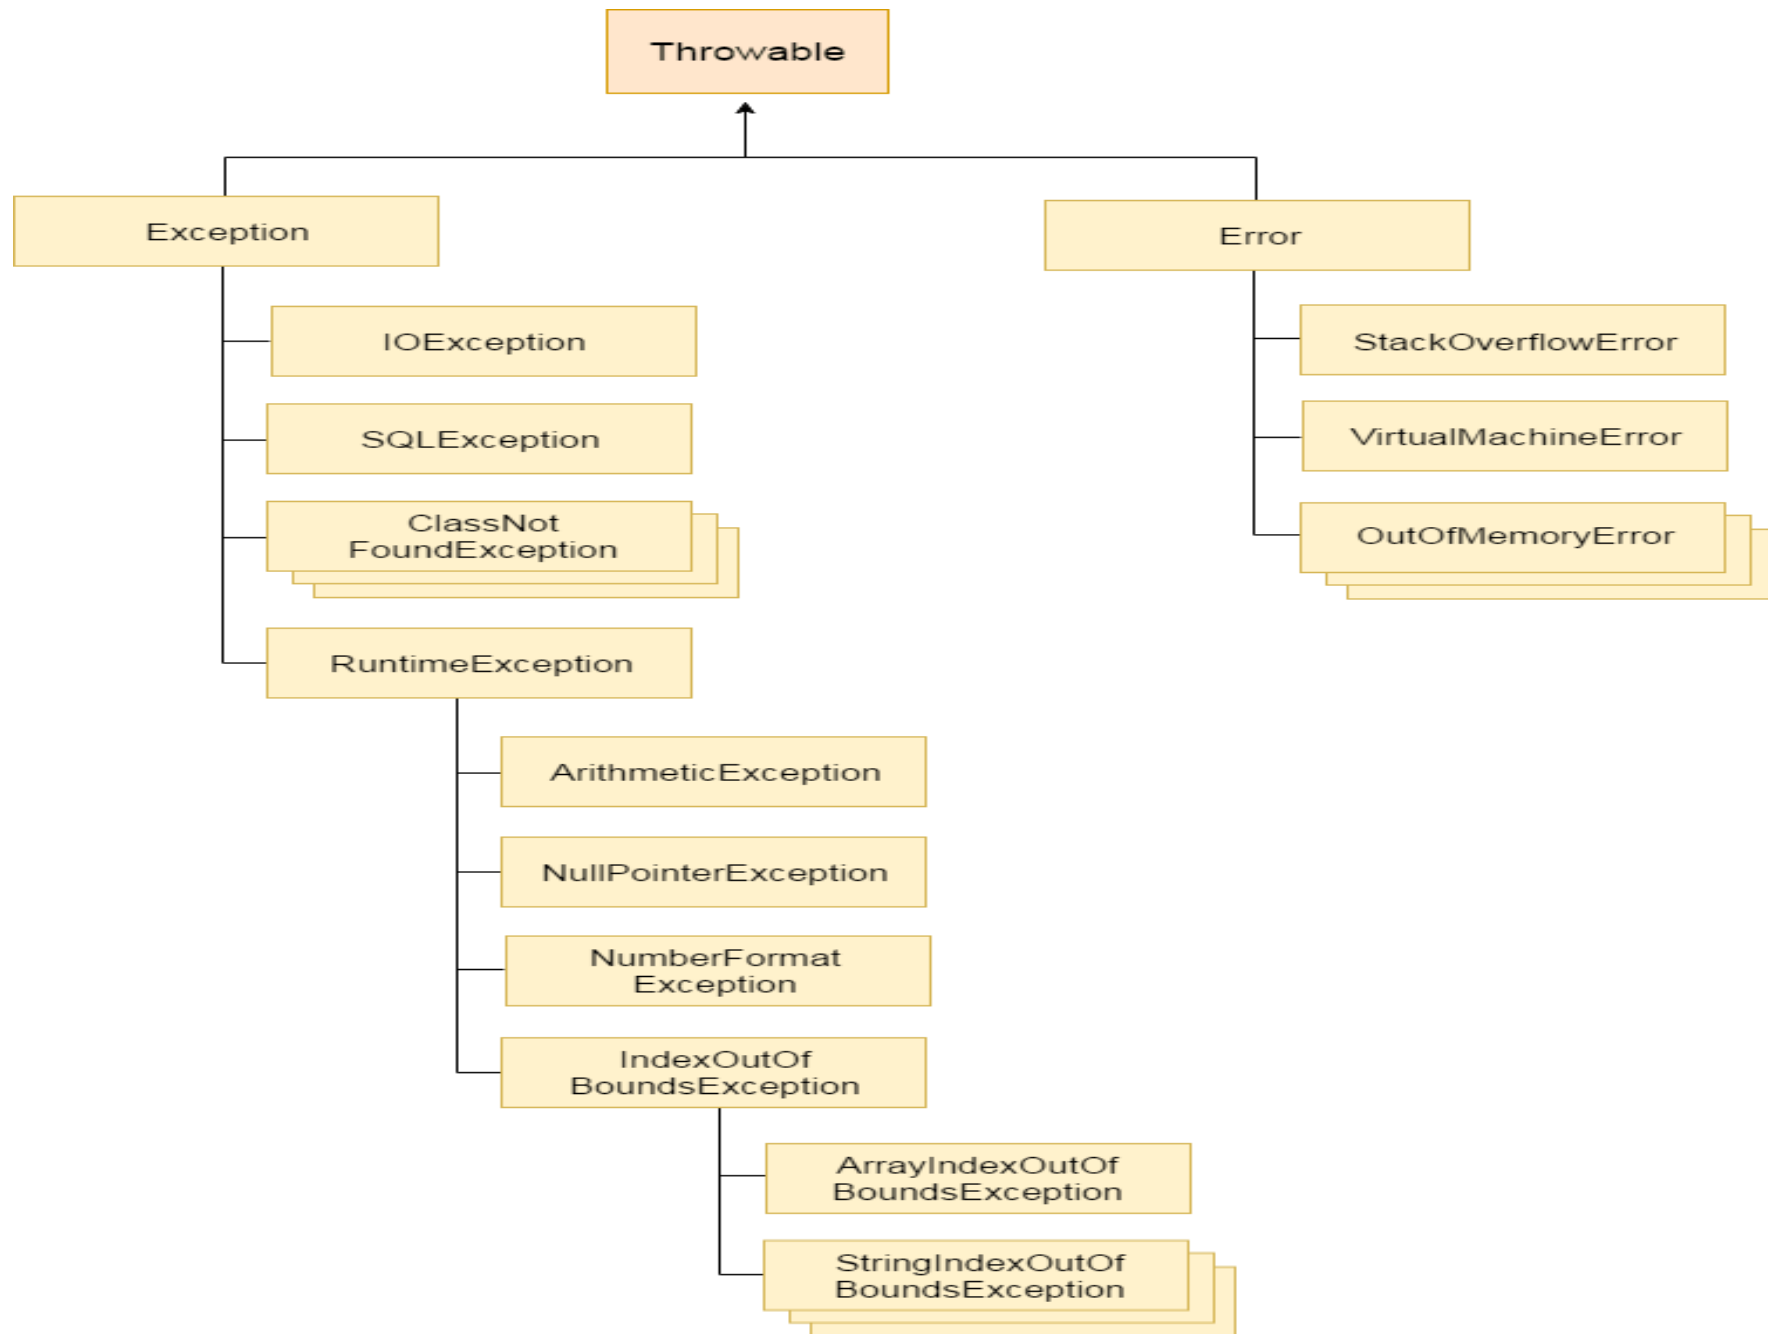 Throwable
Exception
Error
IOException
StackOverflowError
SQLException
VirtualMachineError
ClassNot
FoundException
OutOfMemoryError
RuntimeException
ArithmeticException
NullPointerException
NumberFormat
Exception
IndexOutOf
BoundsException
ArrayIndexOutOf
BoundsException
StringIndexOutOf
BoundsException